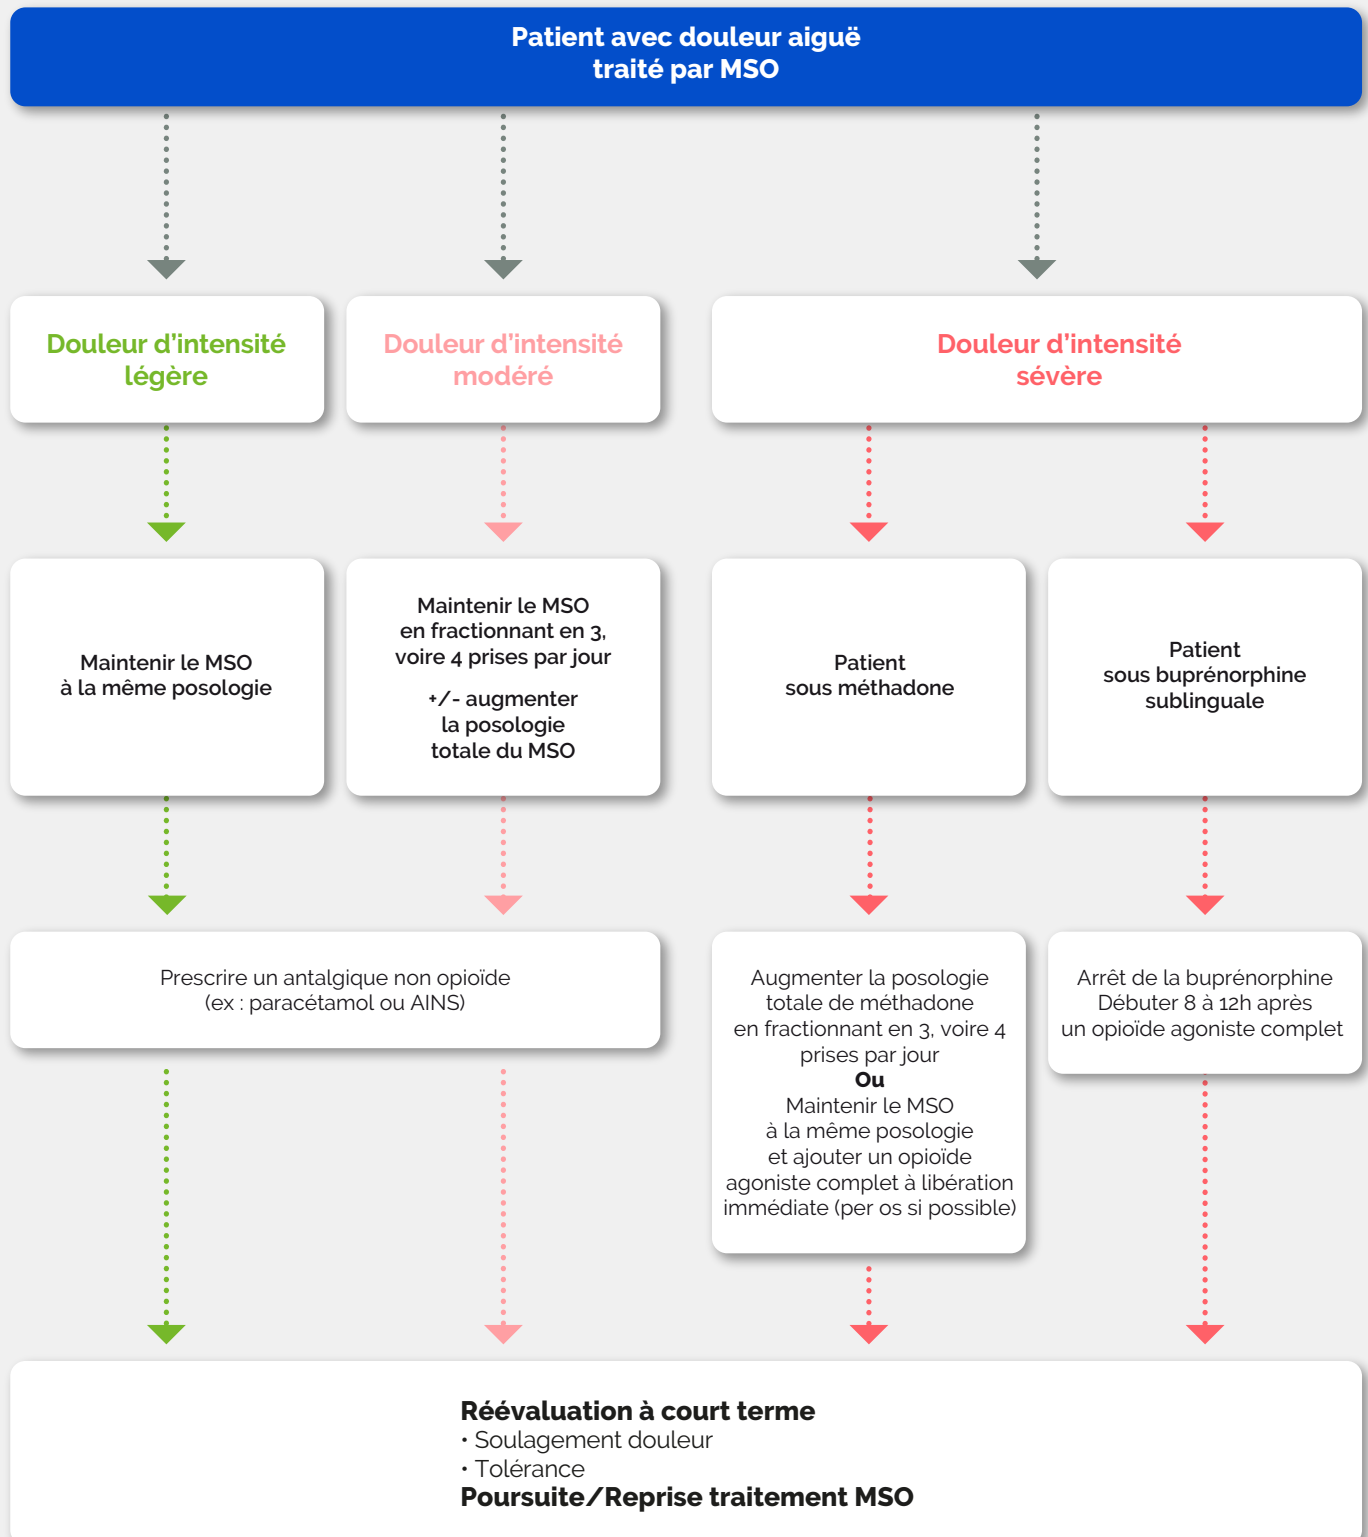 Patient avec douleur aiguë
traité par MSO
Douleur d'intensité
légère
Douleur d'intensité
modéré
Douleur d'intensité
sévère
Maintenir le MSO
à la même posologie
Maintenir le MSO
en fractionnant en 3,
voire 4 prises par jour
+/- augmenter
la posologie
totale du MSO
Patient
sous méthadone
Patient
sous buprénorphine
sublinguale
Prescrire un antalgique non opioïde
(ex : paracétamol ou AINS)
Augmenter la posologie
totale de méthadone
en fractionnant en 3, voire 4
prises par jour
Ou
Maintenir le MSO
à la même posologie
et ajouter un opioïde
agoniste complet à libération
immédiate (per os si possible)
Arrêt de la buprénorphine
Débuter 8 à 12h après
un opioïde agoniste complet
Réévaluation à court terme
• Soulagement douleur
• Tolérance
Poursuite/Reprise traitement MSO